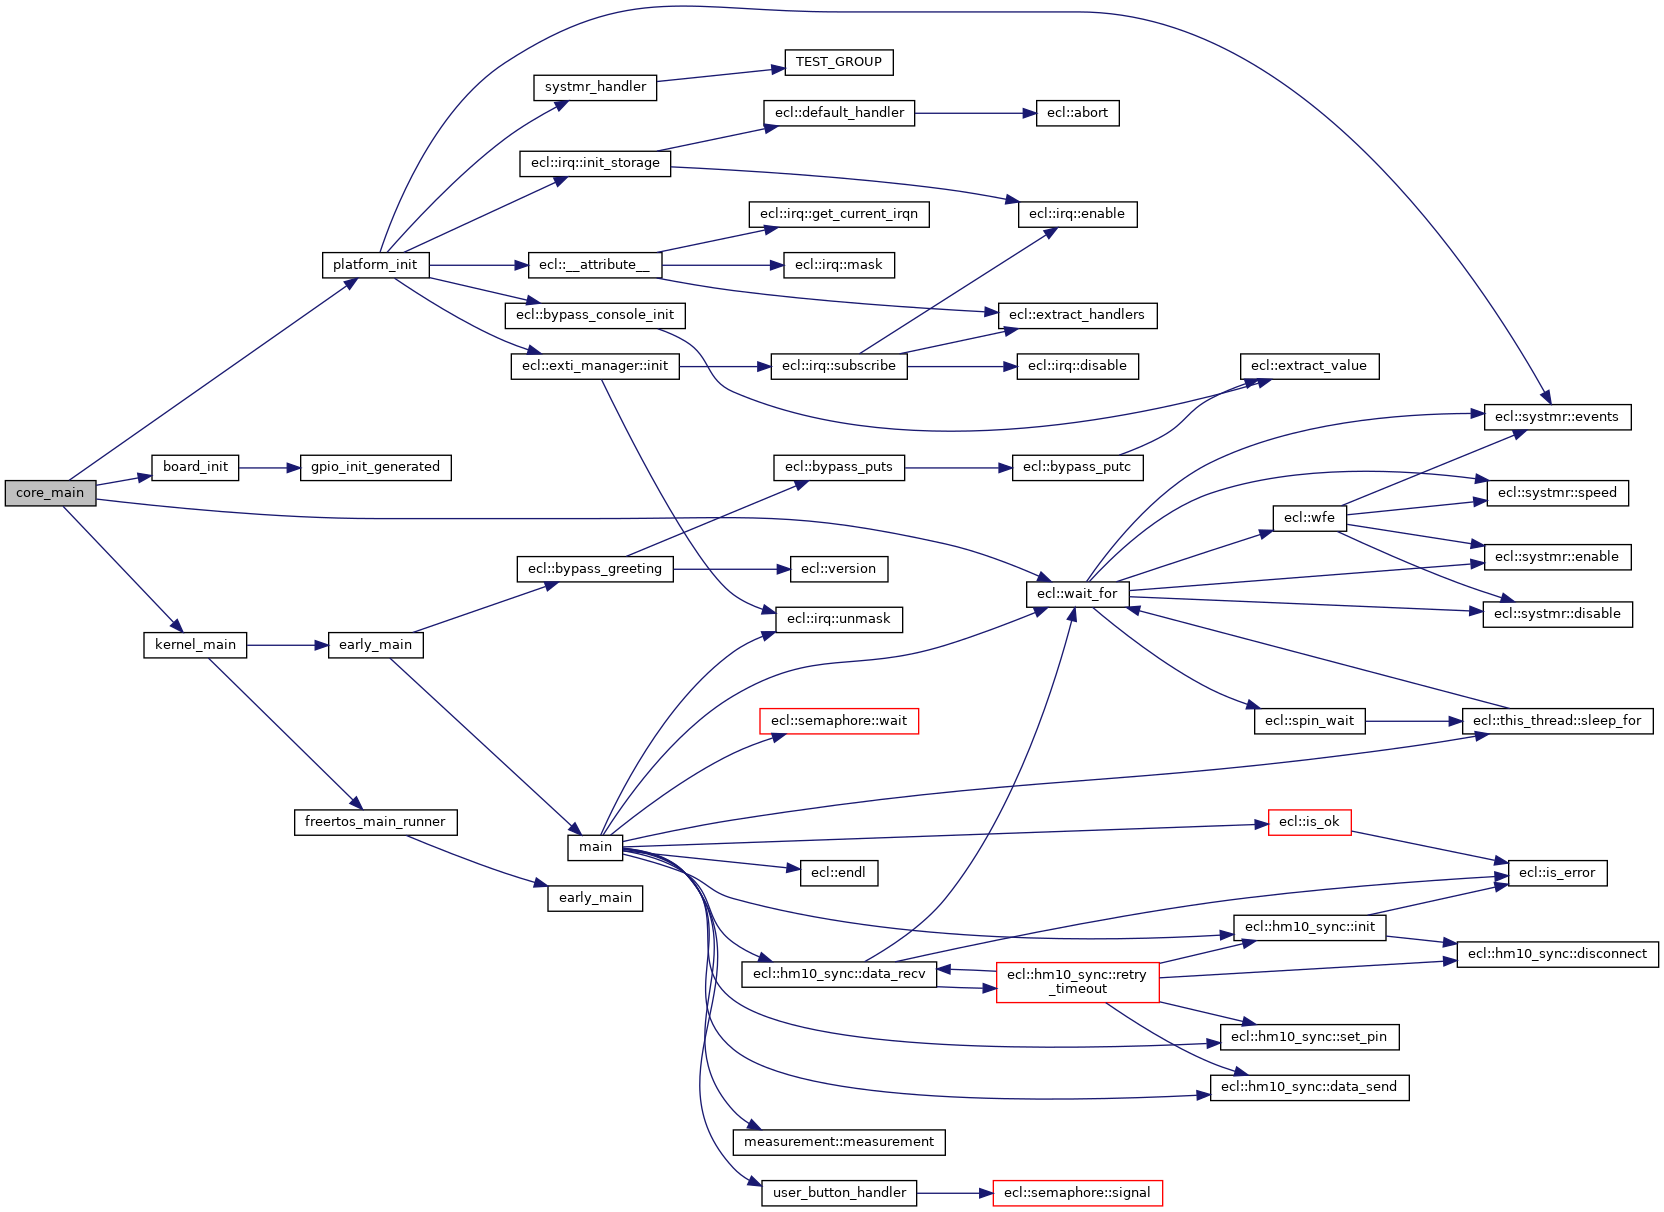 TEST_GROUP
systmr_handler
ecl::default_handler
ecl::abort
ecl::irq::init_storage
ecl::irq::get_current_irqn
ecl::irq::enable
platform_init
ecl::__attribute__
ecl::irq::mask
ecl::bypass_console_init
ecl::extract_handlers
ecl::exti_manager::init
ecl::irq::subscribe
ecl::irq::disable
ecl::extract_value
ecl::systmr::events
board_init
gpio_init_generated
ecl::bypass_puts
ecl::bypass_putc
core_main
ecl::systmr::speed
ecl::wfe
ecl::systmr::enable
ecl::bypass_greeting
ecl::version
ecl::wait_for
ecl::systmr::disable
ecl::irq::unmask
kernel_main
early_main
ecl::semaphore::wait
ecl::spin_wait
ecl::this_thread::sleep_for
freertos_main_runner
ecl::is_ok
main
ecl::endl
ecl::is_error
early_main
ecl::hm10_sync::init
ecl::hm10_sync::disconnect
ecl::hm10_sync::data_recv
ecl::hm10_sync::retry
_timeout
ecl::hm10_sync::set_pin
ecl::hm10_sync::data_send
measurement::measurement
user_button_handler
ecl::semaphore::signal